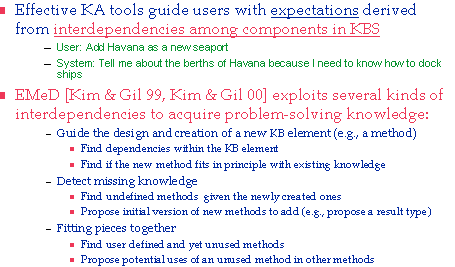 Effective KA tools guide users with expectations derived
from interdependencies among components in KBS
– User: Add Havana as a new seaport
– System: Tell me about the berths of Havana because I need to know how to dock
ships
EMeD [Kim & Gil 99, Kim & Gil 00] exploits several kinds of
interdependencies to acquire problem-solving knowledge:
– Guide the design and creation of a new KB element (e.g., a method)
Find dependencies within the KB element
Find if the new method fits in principle with existing knowledge
– Detect missing knowledge
Find undefined methods given the newly created ones
Propose initial version of new methods to add (e.g., propose a result type)
– Fitting pieces together
Find user defined and yet unused methods
Propose potential uses of an unused method in other methods